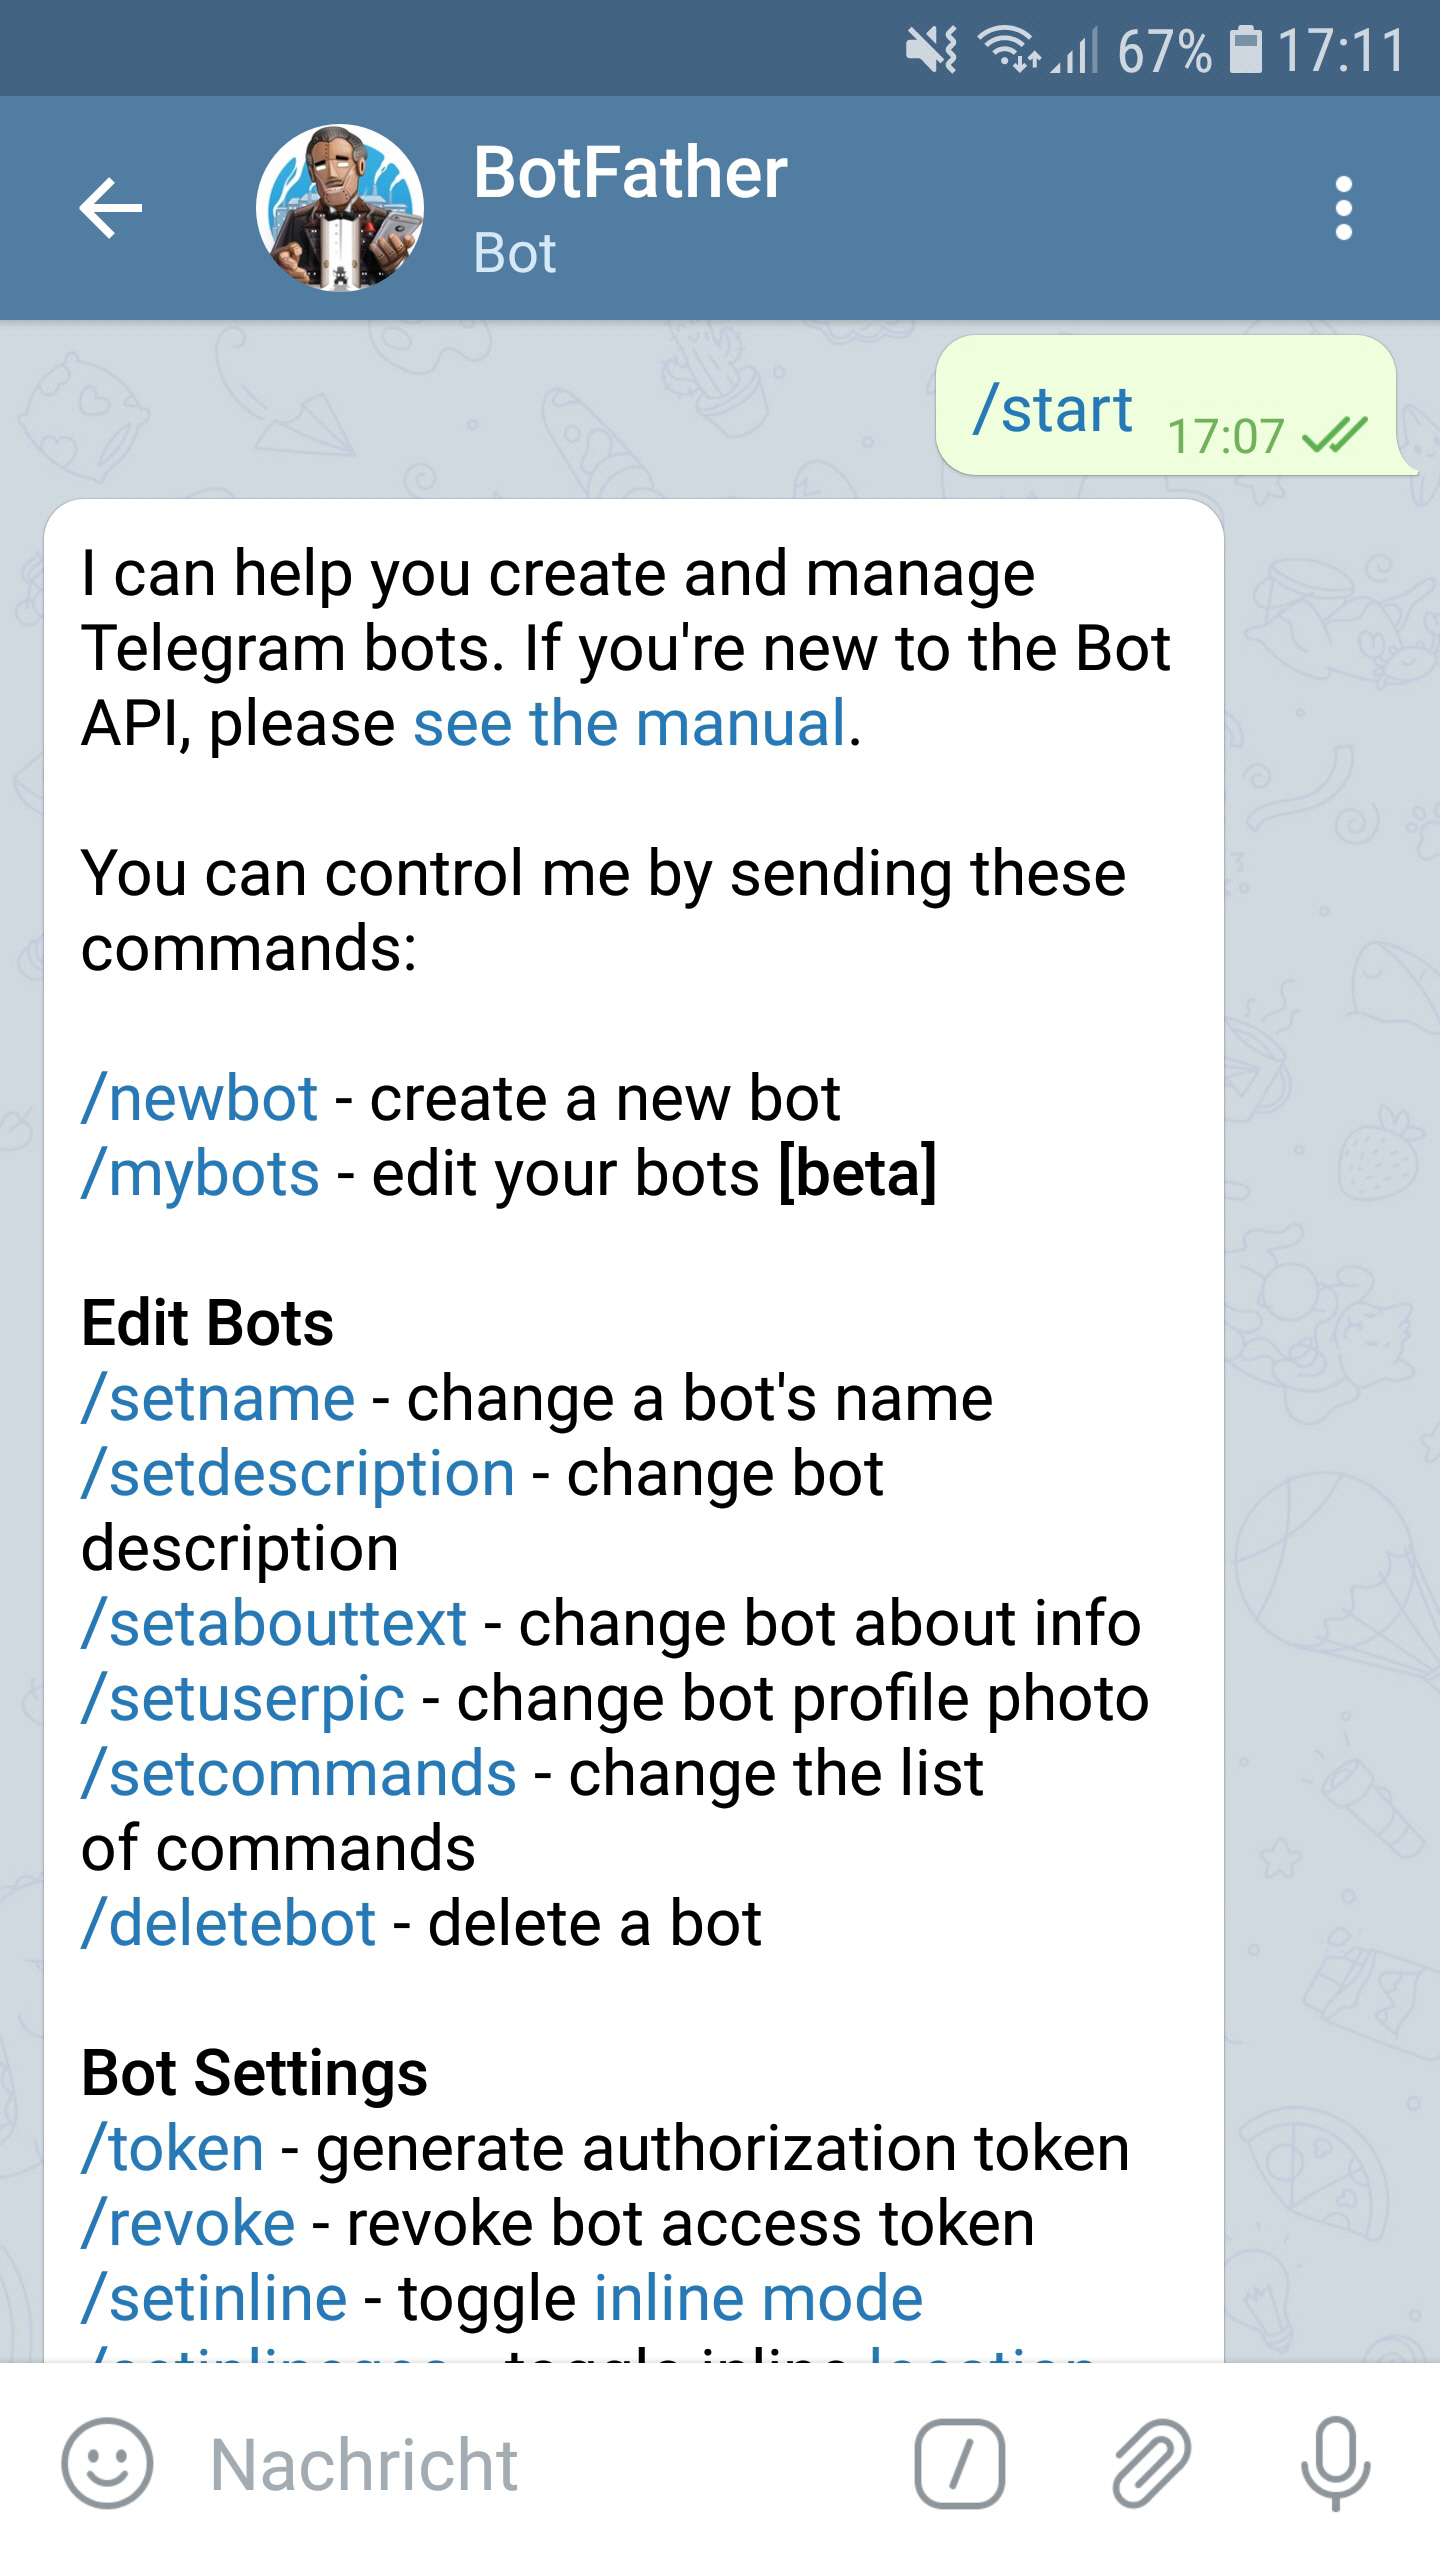 67% 17:11
BotFather
Bot
/start 17:07
I can help you create and manage
Telegram bots. If you're new to the Bot
API, please see the manual.
You can control me by sending these
commands:
/newbot - create a new bot
/mybots - edit your bots [beta]
Edit Bots
/setname - change a bot's name
/setdescription - change bot
description
/setabouttext - change bot about info
/setuserpic - change bot profile photo
/setcommands - change the list
of commands
/deletebot - delete a bot
Bot Settings
/token - generate authorization token
/revoke - revoke bot access token
/setinline - toggle inline mode
/setinlinegeo - toggle inline location
Nachricht